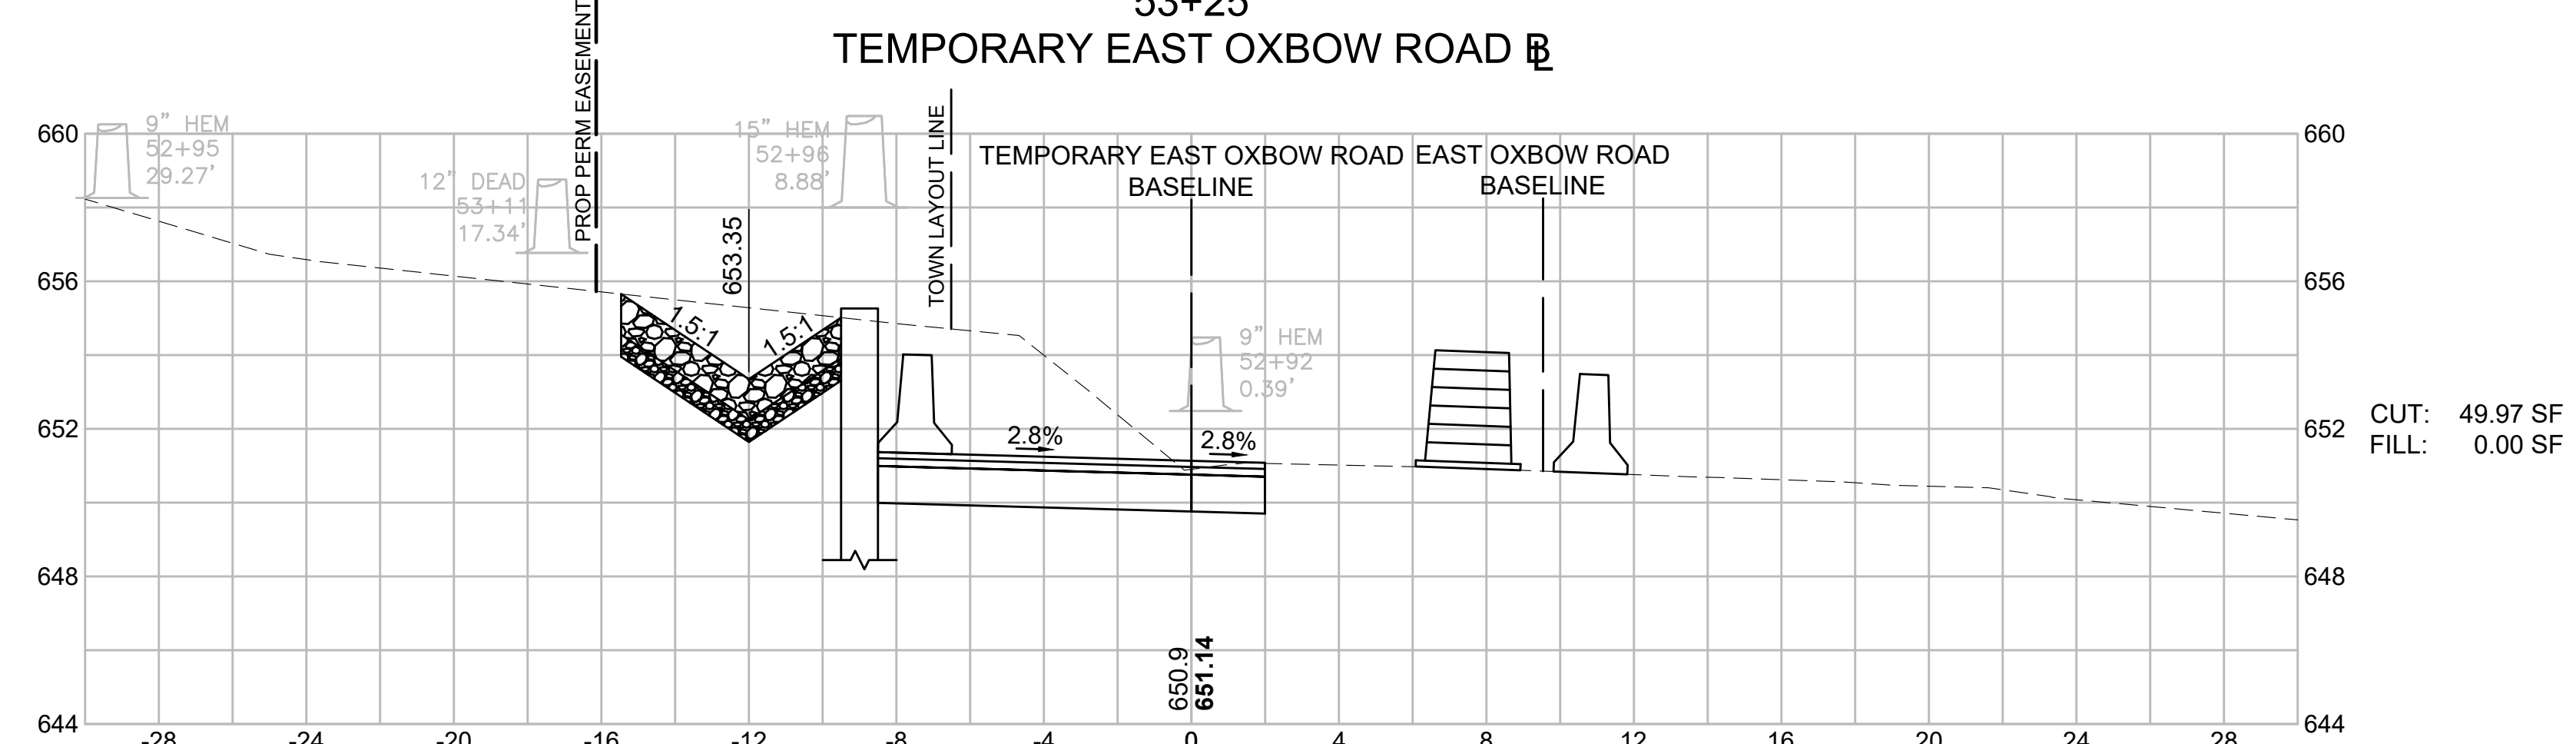 53+25
TEMPORARY EAST OXBOW ROAD BL
PROP PERM EASEMENT
TOWN LAYOUT LINE
9” HEM
52+95
29.27’
12” DEAD
53+11
17.34’
15” HEM
52+96
8.88’
TEMPORARY EAST OXBOW ROAD
BASELINE
EAST OXBOW ROAD
BASELINE
653.35
1.5:1
1.5:1
9” HEM
52+92
0.39’
2.8%
2.8%
660
656
652
648
644
660
656
652
648
644
CUT: 49.97 SF
FILL: 0.00 SF
650.9
651.14
-28 -24 -20 -16 -12 -8 -4 0 4 8 12 16 20 24 28